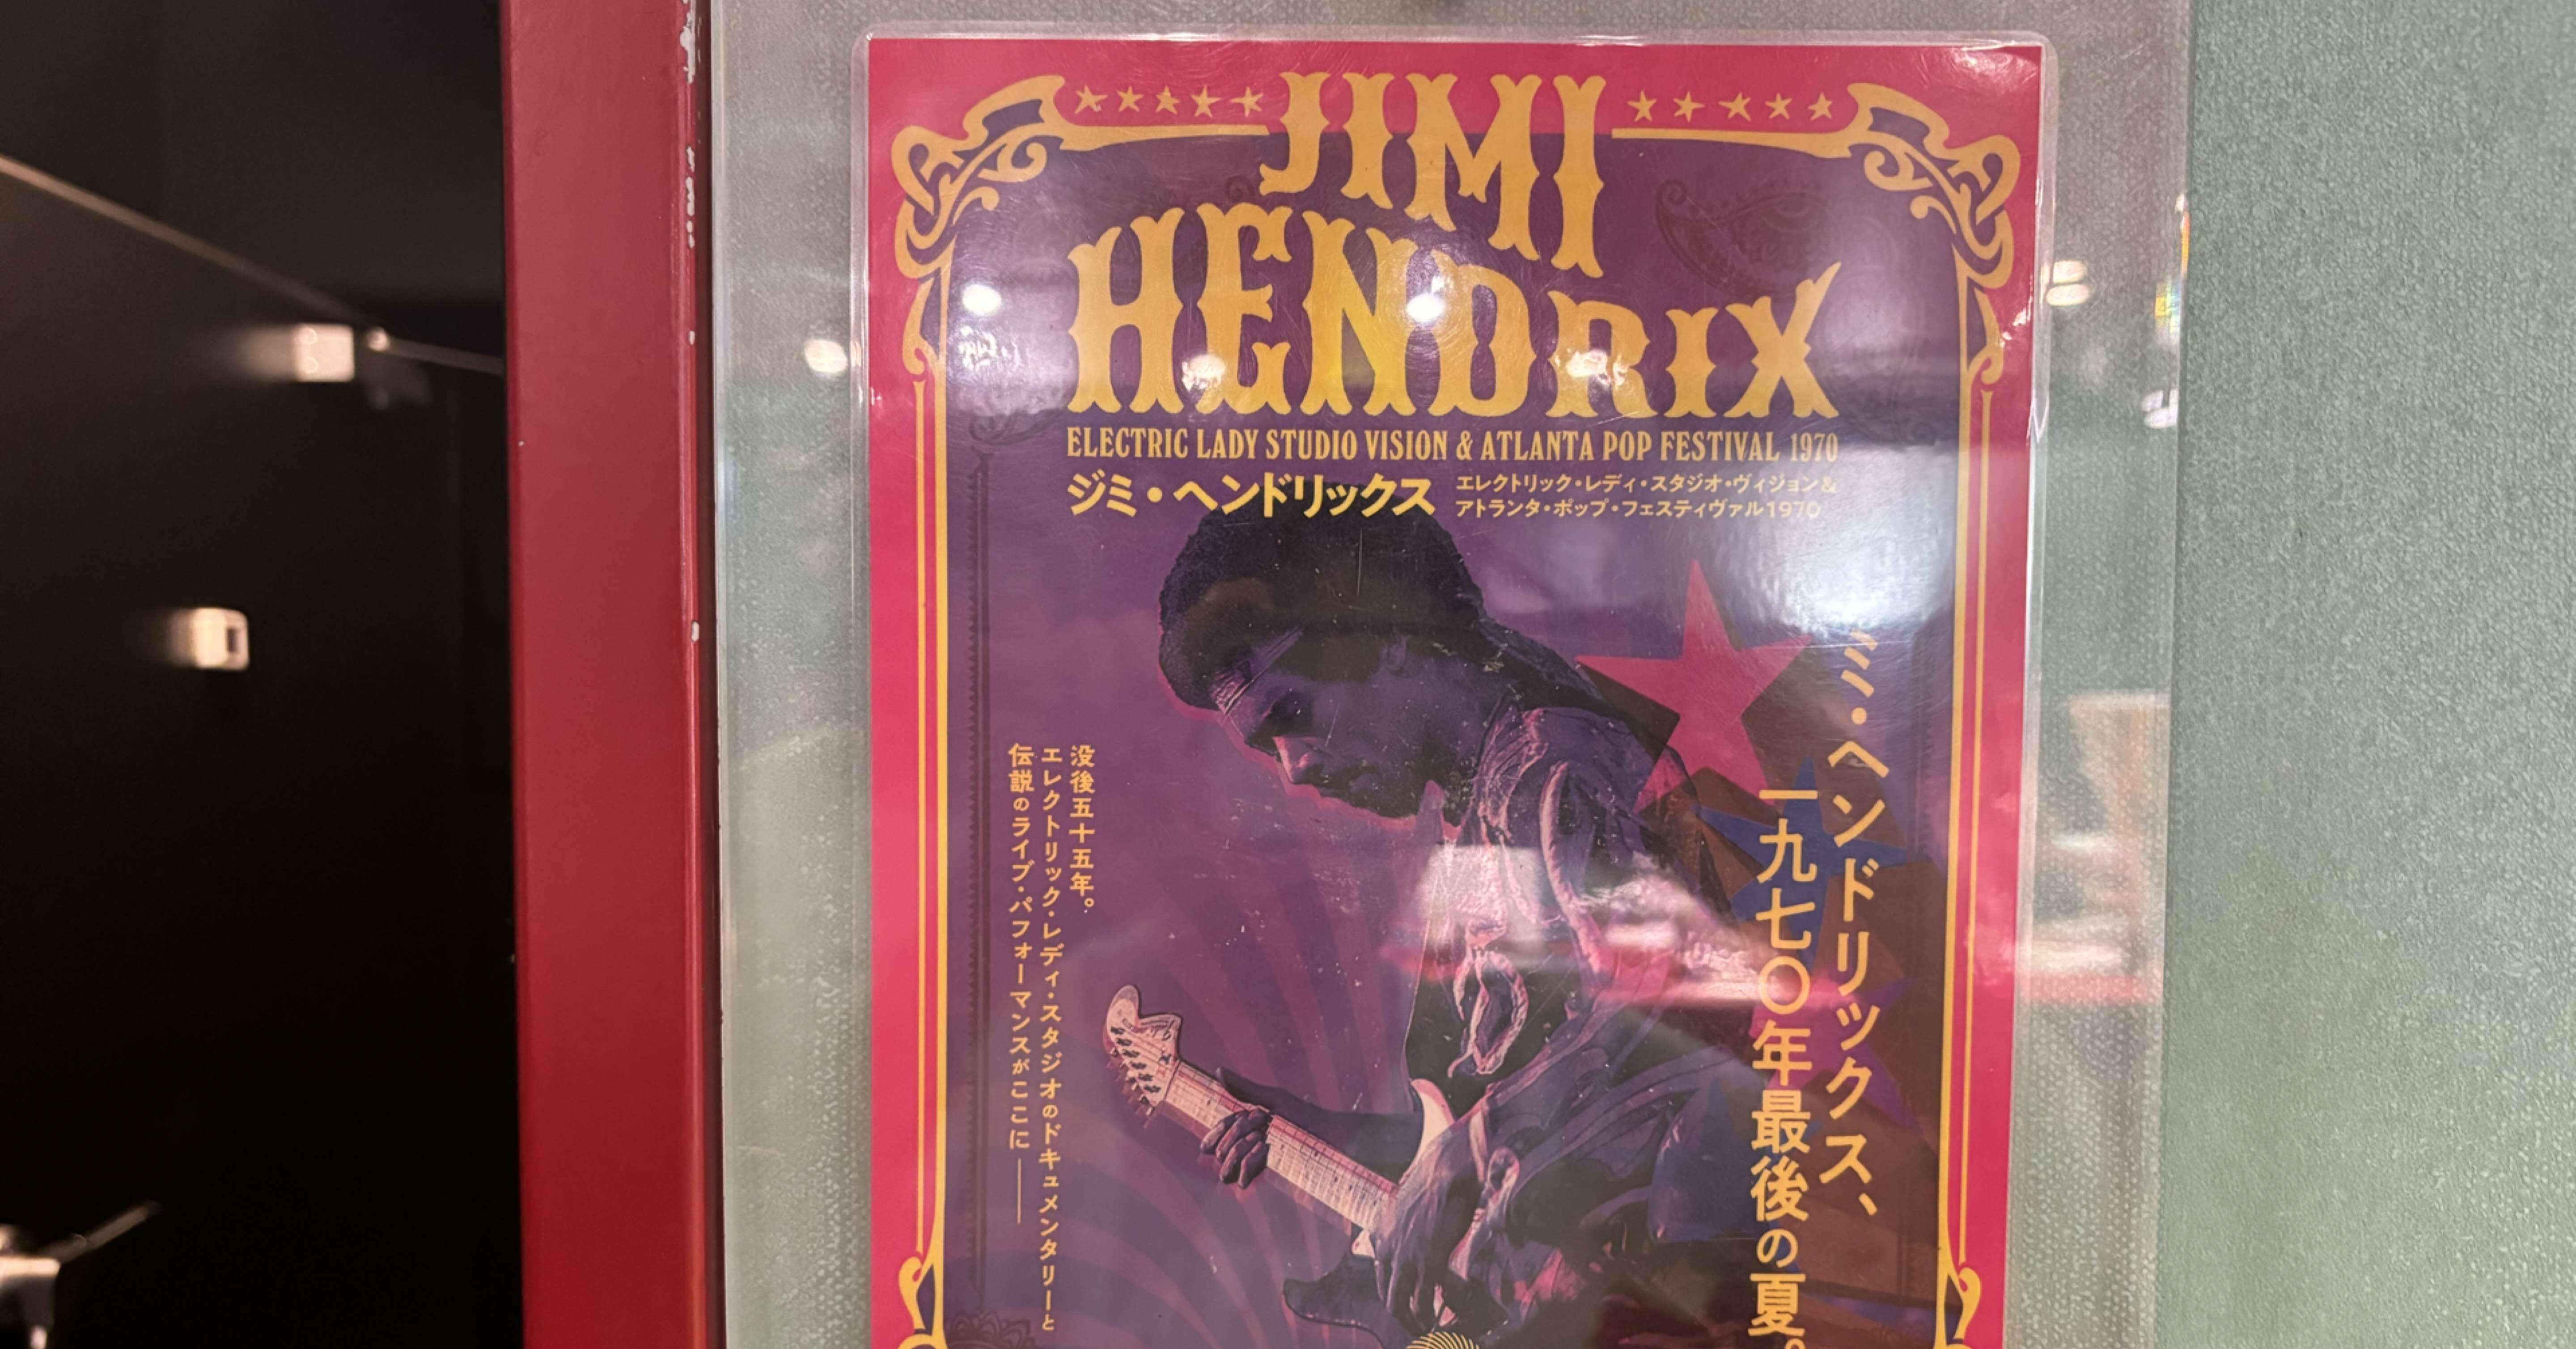 JIMI
HENDRIX
ELECTRIC LADY STUDIO VISION & ATLANTA POP FESTIVAL 1970
ジミ・ヘンドリックス
エレクトリック・レディ・スタジオ・ヴィジョン&
アトランタ・ポップ・フェスティヴァル1970
ミ・ヘンドリックス、
一九七〇年最後の夏。
没後五十五年。
エレクトリック・レディ・スタジオのドキュメンタリーと
伝説のライブ・パフォーマンスがここに――